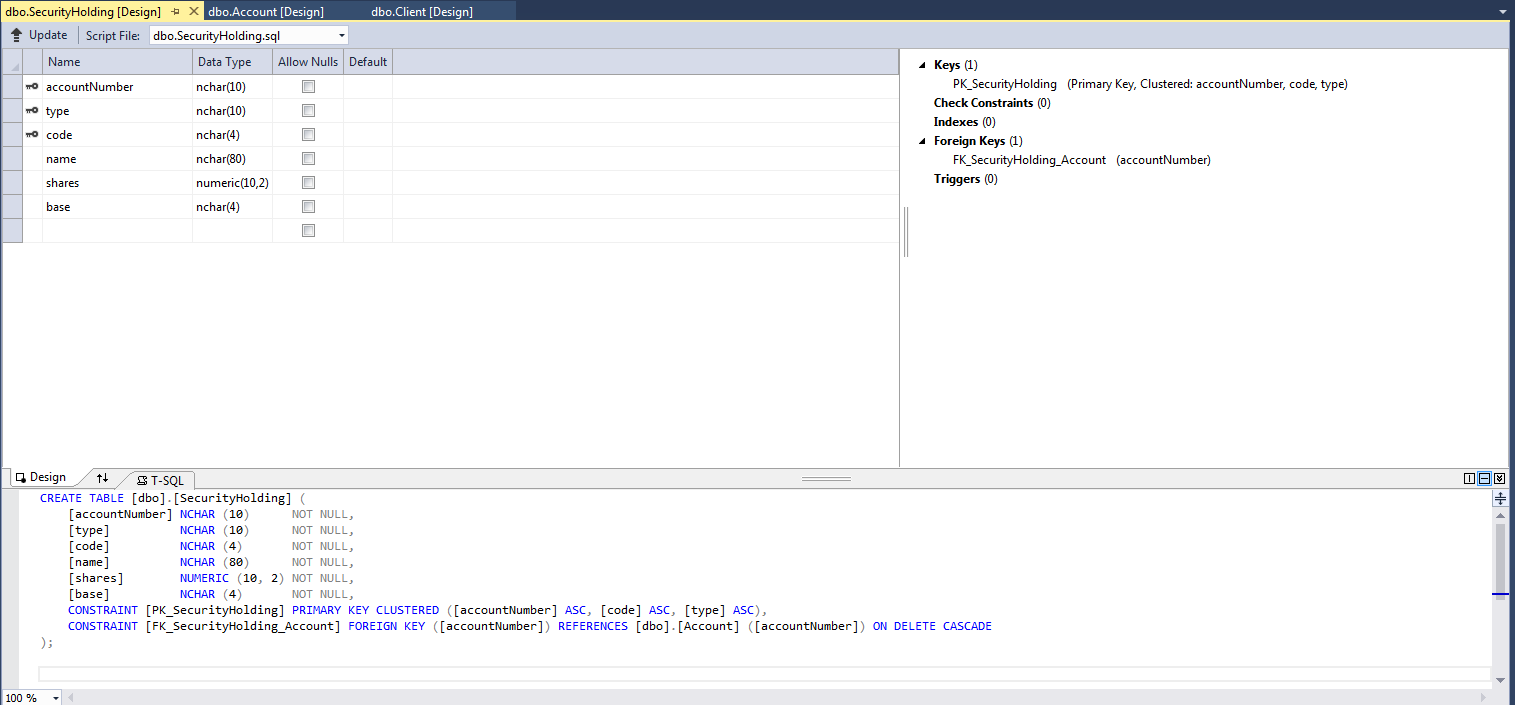 dbo.SecurityHolding [Design] dbo.Account [Design] dbo.Client [Design]
Update Script File: dbo.SecurityHolding.sql
Name Data Type Allow Nulls Default
accountNumber nchar(10)
type nchar(10)
code nchar(4)
name nchar(80)
shares numeric(10,2)
base nchar(4)
Keys (1)
PK_SecurityHolding (Primary Key, Clustered: accountNumber, code, type)
Check Constraints (0)
Indexes (0)
Foreign Keys (1)
FK_SecurityHolding_Account (accountNumber)
Triggers (0)
Design T-SQL
CREATE TABLE [dbo].[SecurityHolding] (
    [accountNumber] NCHAR (10)      NOT NULL,
    [type]          NCHAR (10)      NOT NULL,
    [code]          NCHAR (4)       NOT NULL,
    [name]          NCHAR (80)      NOT NULL,
    [shares]        NUMERIC (10, 2) NOT NULL,
    [base]          NCHAR (4)       NOT NULL,
    CONSTRAINT [PK_SecurityHolding] PRIMARY KEY CLUSTERED ([accountNumber] ASC, [code] ASC, [type] ASC),
    CONSTRAINT [FK_SecurityHolding_Account] FOREIGN KEY ([accountNumber]) REFERENCES [dbo].[Account] ([accountNumber]) ON DELETE CASCADE
);
100 %